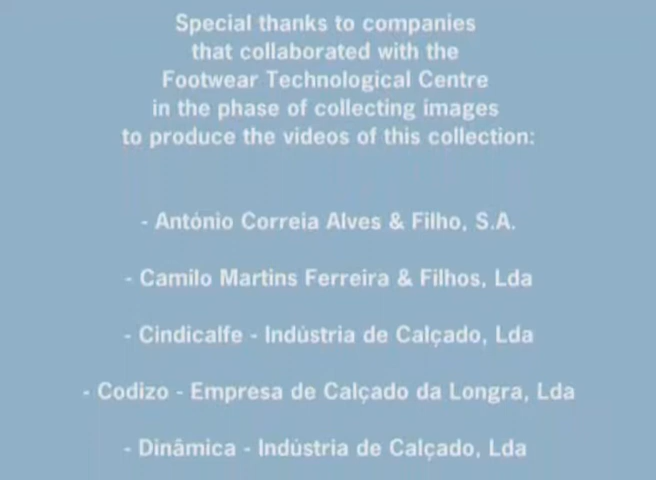 Special thanks to companies
that collaborated with the
Footwear Technological Centre
in the phase of collecting images
to produce the videos of this collection:
- António Correia Alves & Filho, S.A.
- Camilo Martins Ferreira & Filhos, Lda
- Cindicalfe - Indústria de Calçado, Lda
- Codizo - Empresa de Calçado da Longra, Lda
- Dinâmica - Indústria de Calçado, Lda